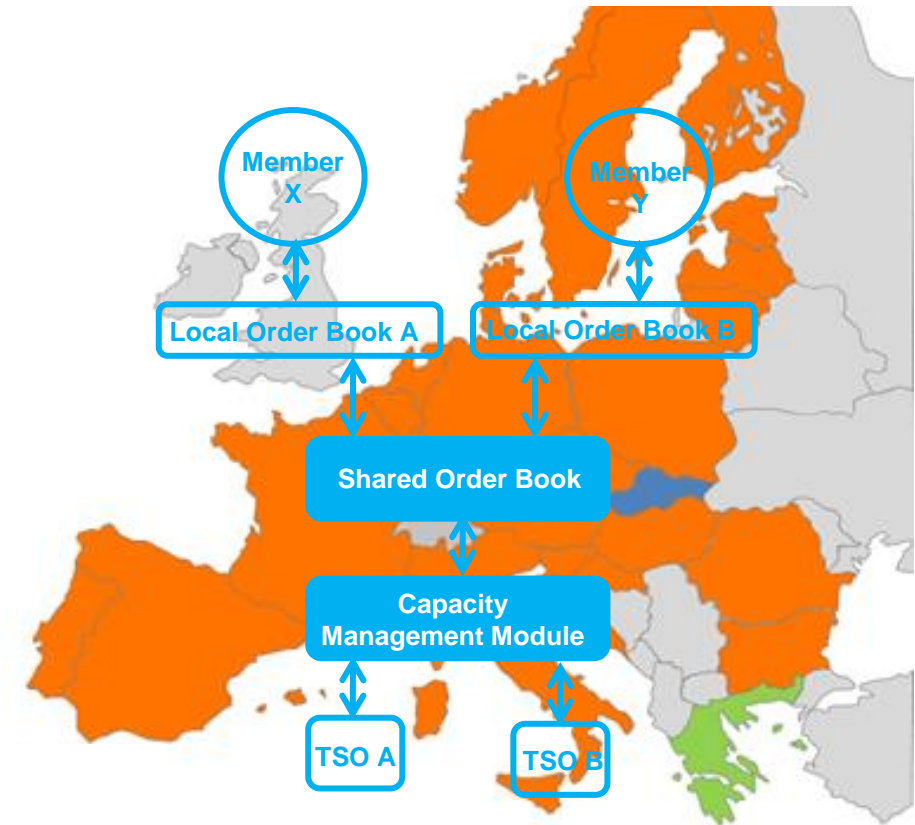 Member
X
Member
Y
Local Order Book A
Local Order Book B
Shared Order Book
Capacity
Management Module
TSO A
TSO B